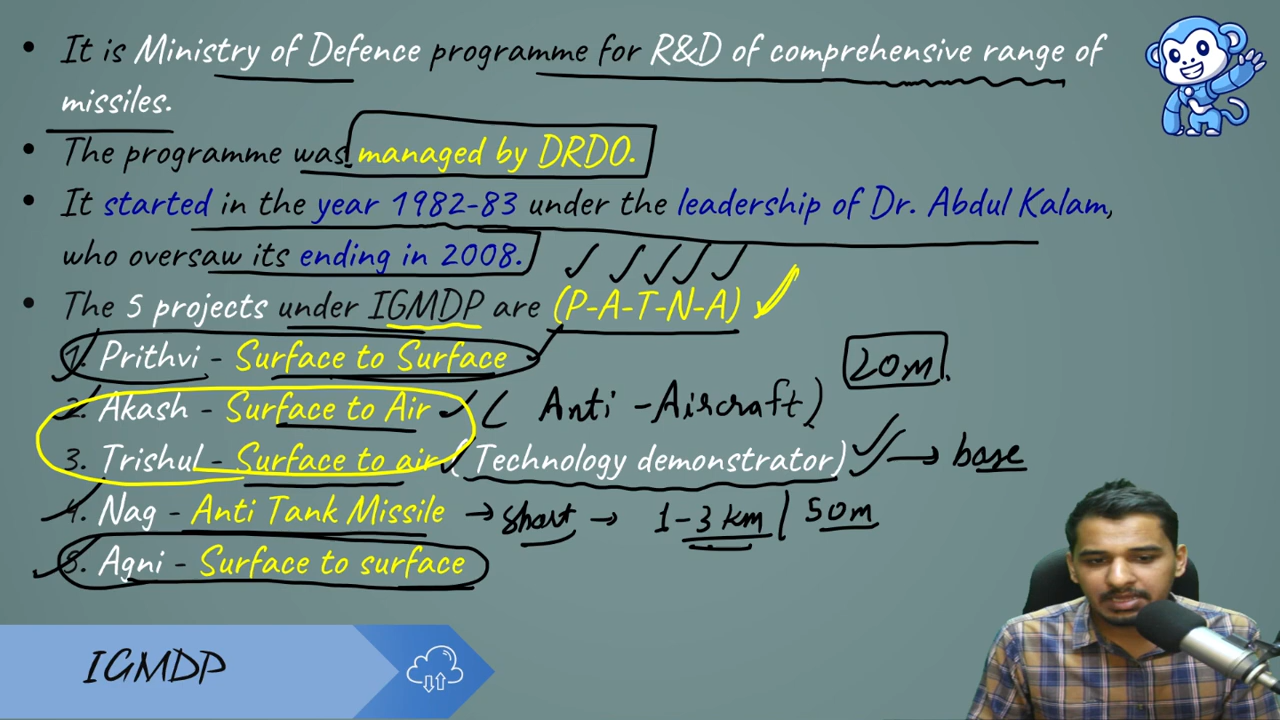 • It is Ministry of Defence programme for R&D of comprehensive range of
missiles.
• The programme was managed by DRDO.
• It started in the year 1982-83 under the leadership of Dr. Abdul Kalam,
who oversaw its ending in 2008.
• The 5 projects under IGMDP are (P-A-T-N-A)
1. Prithvi - Surface to Surface
20m
2. Akash - Surface to Air (Anti-Aircraft)
3. Trishul - Surface to air (Technology demonstrator) → base
4. Nag - Anti Tank Missile → Short → 1-3 km / 50m
5. Agni - Surface to surface
IGMDP